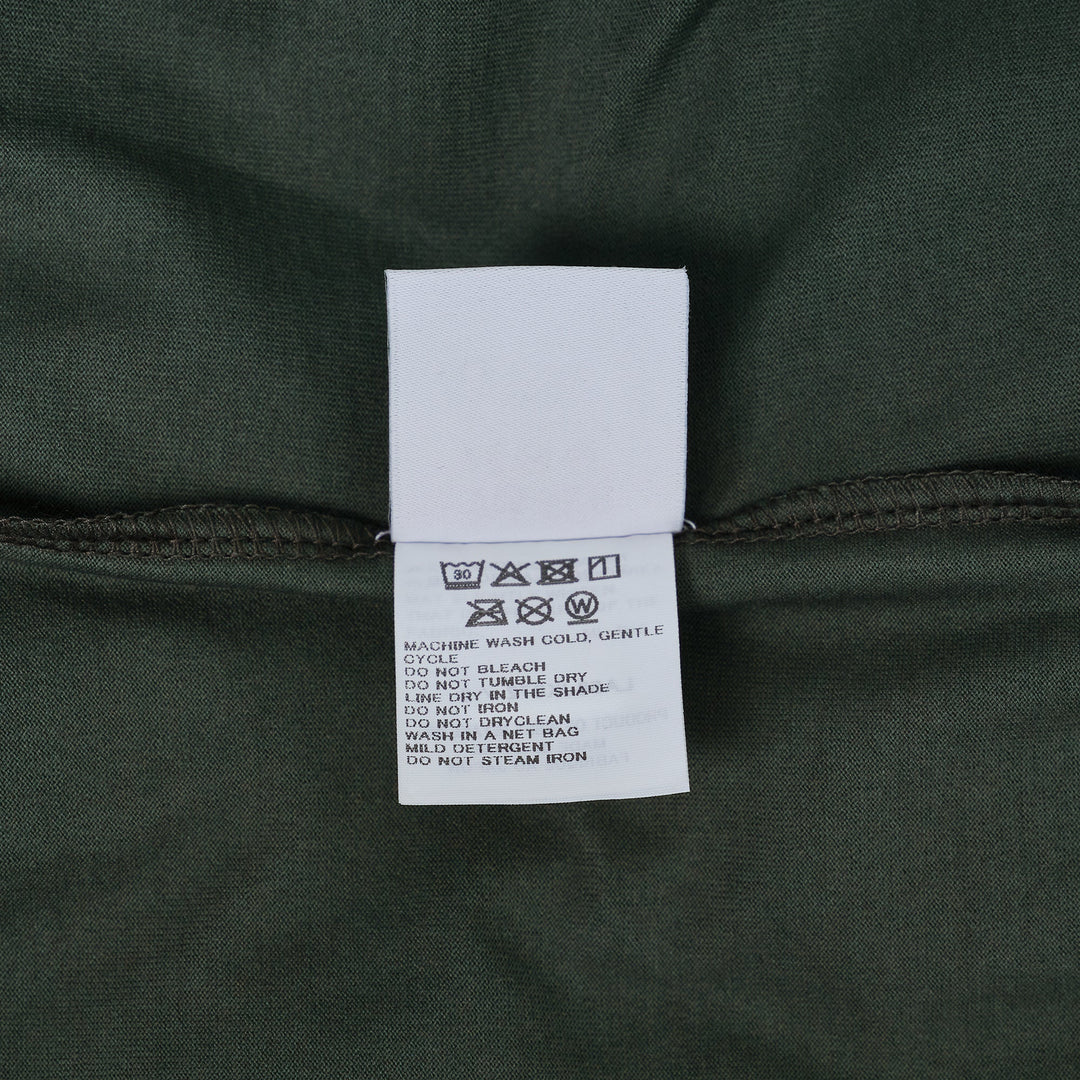 30
W
MACHINE WASH COLD, GENTLE
CYCLE
DO NOT BLEACH
DO NOT TUMBLE DRY
LINE DRY IN THE SHADE
DO NOT IRON
DO NOT DRYCLEAN
WASH IN A NET BAG
MILD DETERGENT
DO NOT STEAM IRON